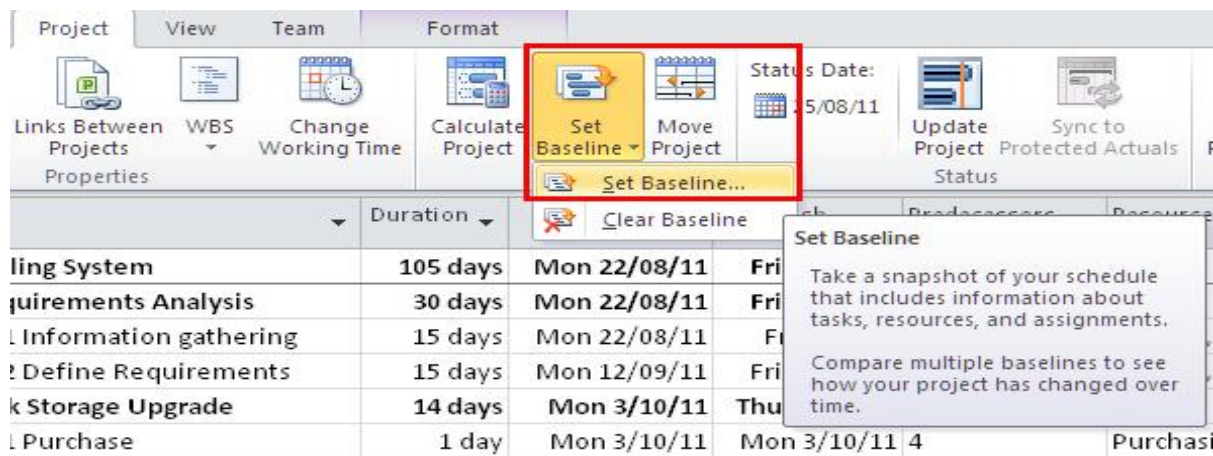 Project View Team Format
Links Between Projects
WBS
Change Working Time
Calculate Project
Set Baseline
Move Project
Status Date:
25/08/11
Update Project
Sync to Protected Actuals
Properties
Status
Set Baseline...
Clear Baseline
Duration
Predecessors
Set Baseline
Take a snapshot of your schedule
that includes information about
tasks, resources, and assignments.
Compare multiple baselines to see
how your project has changed over
time.
ling System 105 days Mon 22/08/11 Fri
quirements Analysis 30 days Mon 22/08/11 Fri
1 Information gathering 15 days Mon 22/08/11
2 Define Requirements 15 days Mon 12/09/11 Fri
k Storage Upgrade 14 days Mon 3/10/11 Thu
1 Purchase 1 day Mon 3/10/11 Mon 3/10/11 4 Purchasi